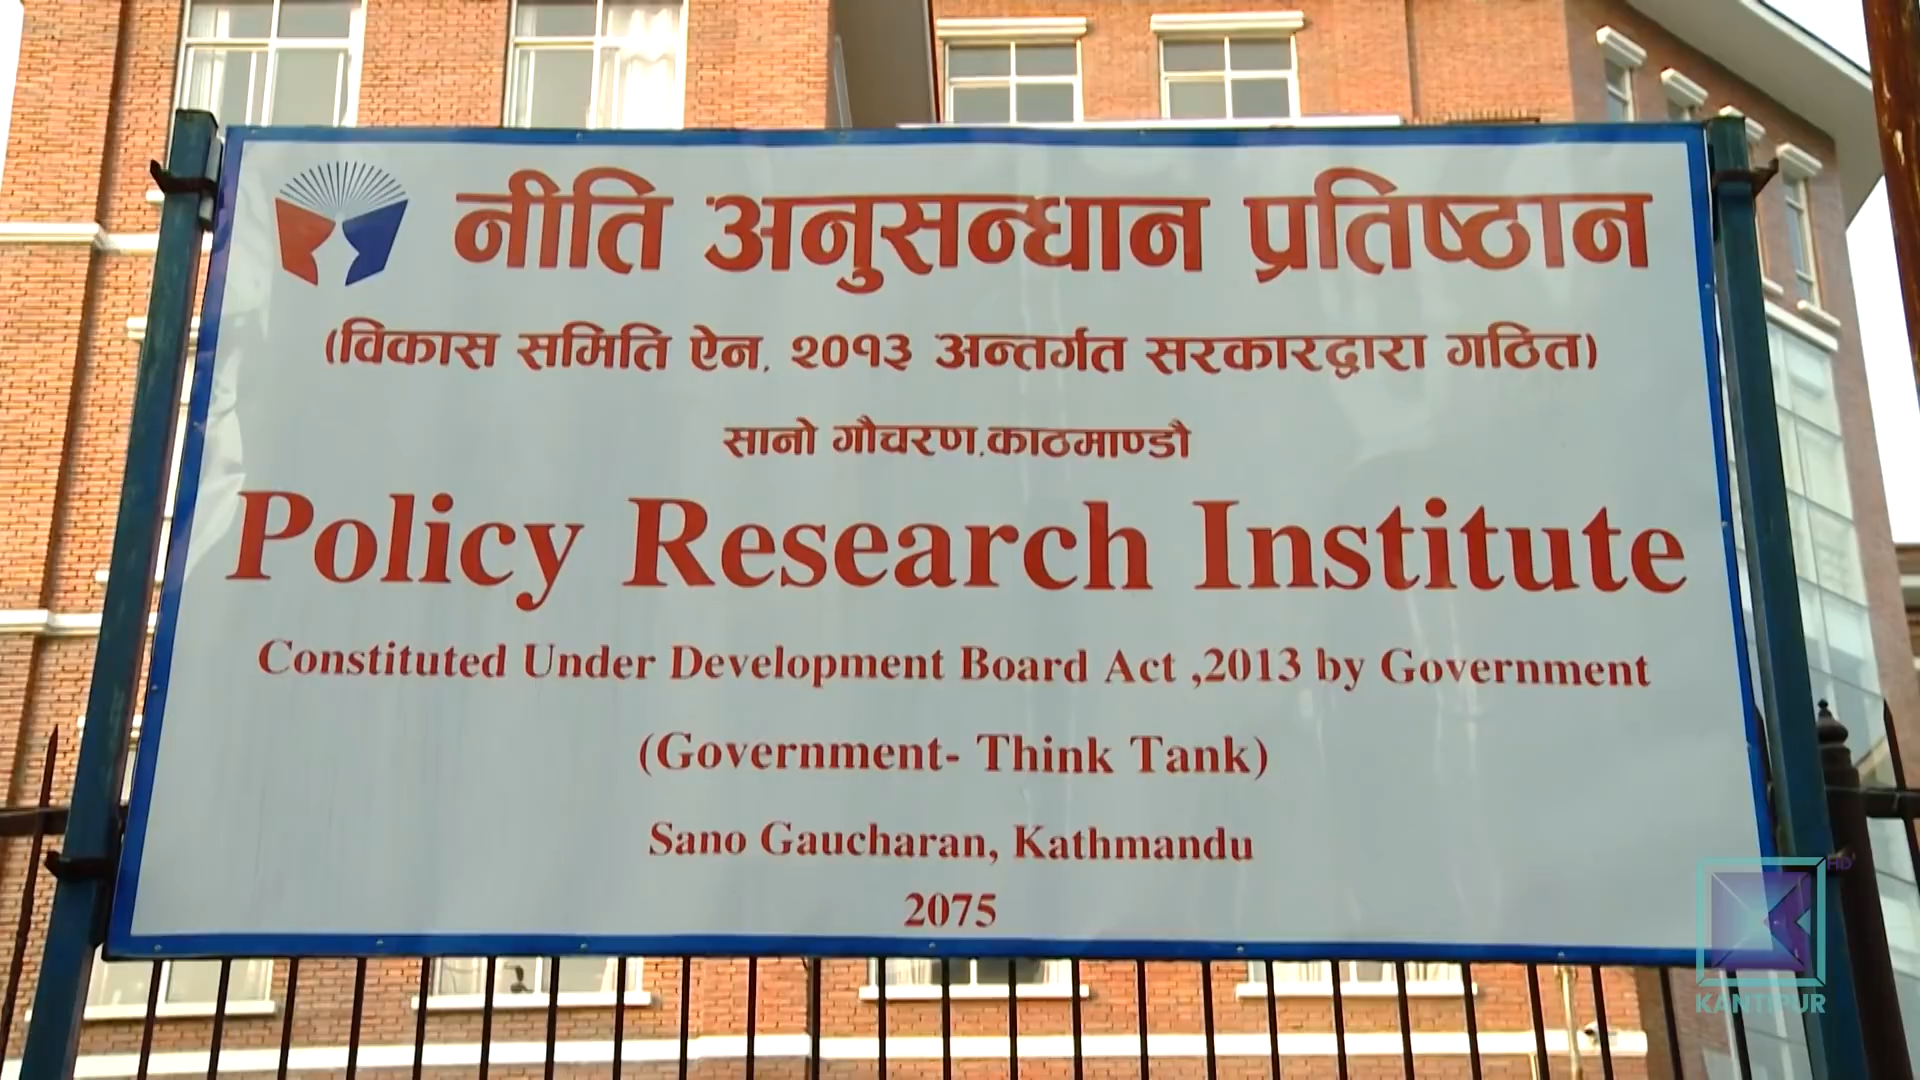 नीति अनुसन्धान प्रतिष्ठान
(विकास समिति ऐन, २०१३ अन्तर्गत सरकारद्वारा गठित)
सानो गौचरण,काठमाण्डौ
Policy Research Institute
Constituted Under Development Board Act ,2013 by Government
(Government- Think Tank)
Sano Gaucharan, Kathmandu
2075
HD
KANTIPUR